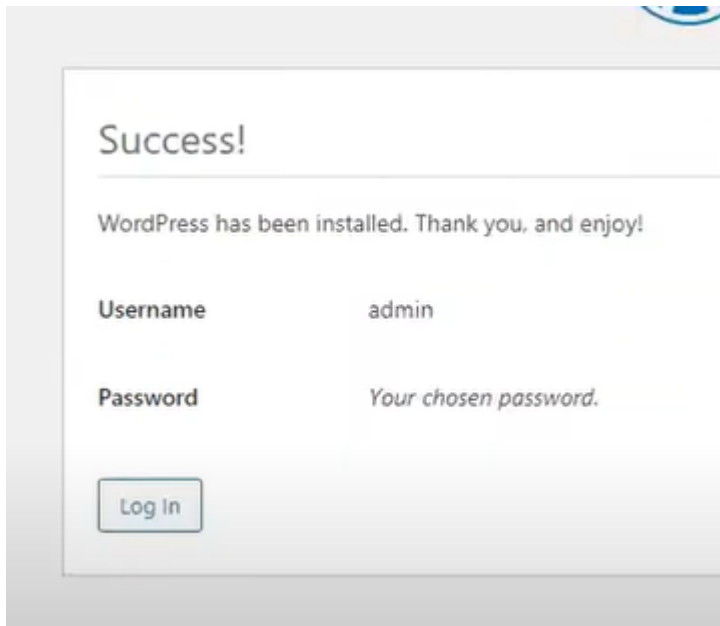 Success!
WordPress has been installed. Thank you, and enjoy!
Username admin
Password Your chosen password.
Log In